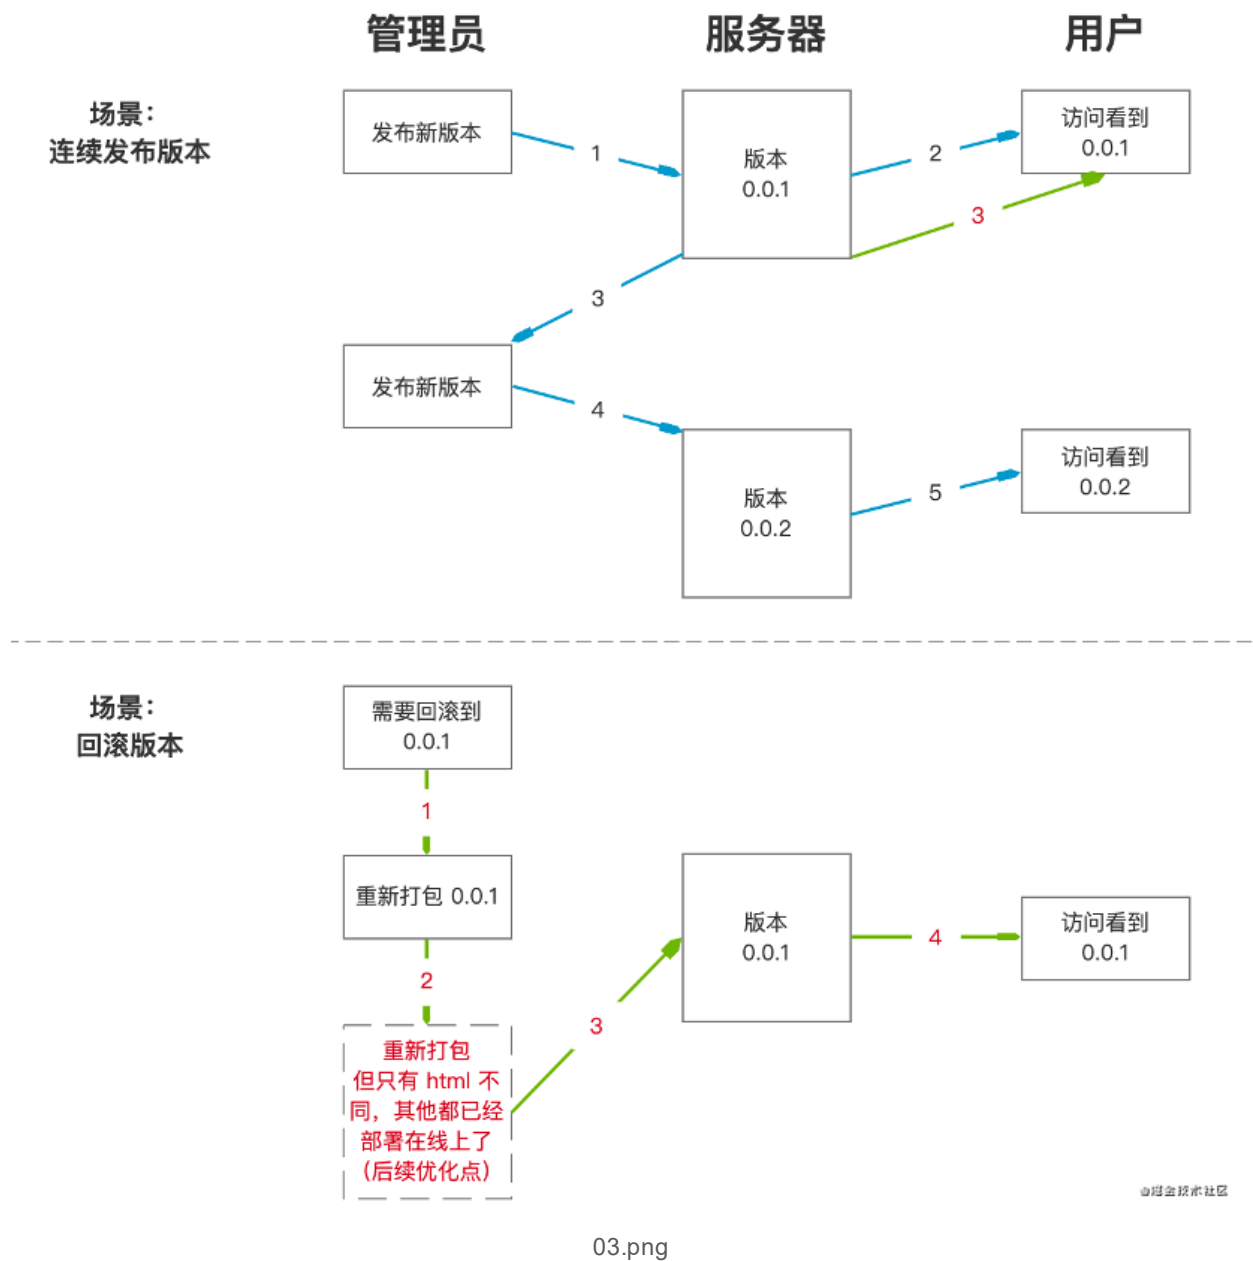 管理员
服务器
用户
场景：
连续发布版本
发布新版本
1
版本
0.0.1
2
访问看到
0.0.1
3
3
发布新版本
4
版本
0.0.2
5
访问看到
0.0.2
场景：
回滚版本
需要回滚到
0.0.1
1
重新打包 0.0.1
2
重新打包
但只有 html 不
同，其他都已经
部署在线上了
（后续优化点）
3
版本
0.0.1
4
访问看到
0.0.1
@掘金技术社区
03.png